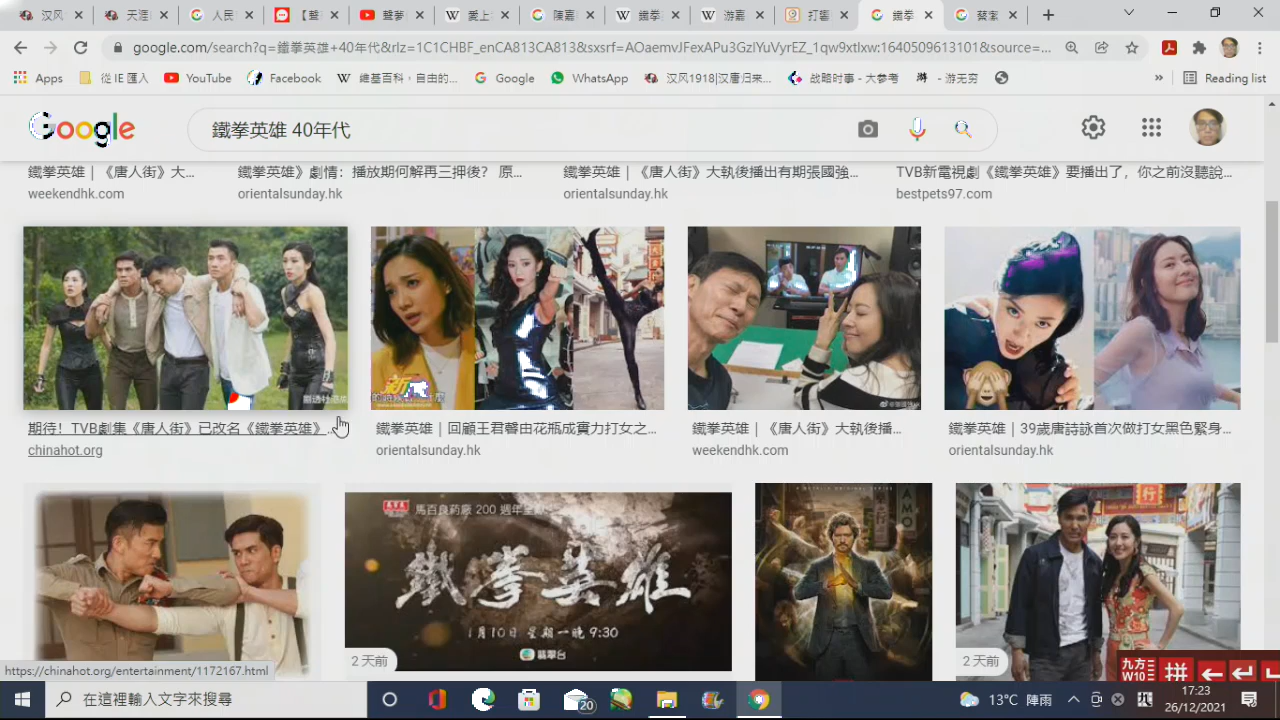 汉风
天涯
人民
【聲
聲夢
愛上
陳嘉
鐵拳
游嘉
打響
鐵拳
蔡潔
google.com/search?q=鐵拳英雄+40年代&rlz=1C1CHBF_enCA813CA813&sxsrf=AOaemvJFexApu3GzlYuVyrEZ_1qw9xtlxw:1640509613101&source=...
Apps
從 IE 匯入
YouTube
Facebook
維基百科，自由的...
Google
WhatsApp
汉风1918|汉唐归来...
战略时事 - 大参考
- 游无穷
»
Reading list
Google
鐵拳英雄 40年代
鐵拳英雄｜《唐人街》大...
weekendhk.com
鐵拳英雄》劇情：播放期何解再三押後？ 原...
orientalsunday.hk
鐵拳英雄｜《唐人街》大執後播出有期張國強...
orientalsunday.hk
TVB新電視劇《鐵拳英雄》要播出了，你之前沒聽說...
bestpets97.com
期待！TVB劇集《唐人街》已改名《鐵拳英雄》...
chinahot.org
鐵拳英雄｜回顧王君馨由花瓶成實力打女之...
orientalsunday.hk
鐵拳英雄｜《唐人街》大執後播...
weekendhk.com
鐵拳英雄｜39歲唐詩詠首次做打女黑色緊身...
orientalsunday.hk
馬百良葯廠 200 週年呈獻
鐵拳英雄
1月10日 星期一晚 9:30
翡翠台
2 天前
2 天前
https://chinahot.org/entertainment/1172167.html
九方
W10
拼
在這裡輸入文字來搜尋
20
13°C 陣雨
17:23
26/12/2021